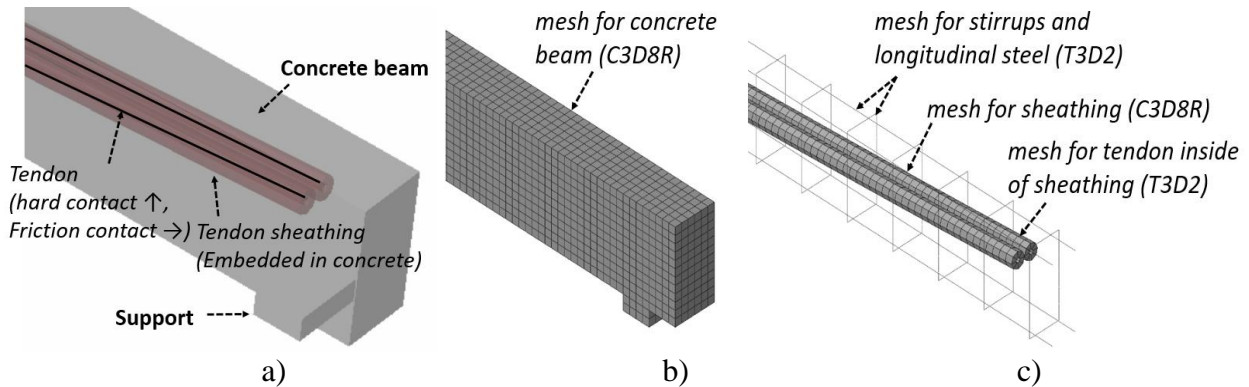 Concrete beam
Tendon
(hard contact ↑,
Friction contact →)
Tendon sheathing
(Embedded in concrete)
Support
a)
mesh for concrete
beam (C3D8R)
b)
mesh for stirrups and
longitudinal steel (T3D2)
mesh for sheathing (C3D8R)
mesh for tendon inside
of sheathing (T3D2)
c)